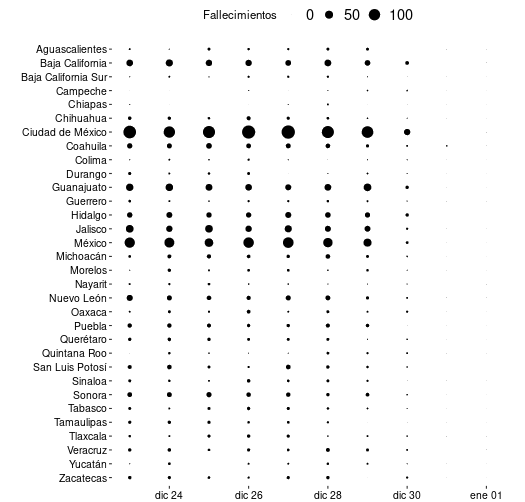 Fallecimientos 0 50 100
Aguascalientes
Baja California
Baja California Sur
Campeche
Chiapas
Chihuahua
Ciudad de México
Coahuila
Colima
Durango
Guanajuato
Guerrero
Hidalgo
Jalisco
México
Michoacán
Morelos
Nayarit
Nuevo León
Oaxaca
Puebla
Querétaro
Quintana Roo
San Luis Potosí
Sinaloa
Sonora
Tabasco
Tamaulipas
Tlaxcala
Veracruz
Yucatán
Zacatecas
dic 24 dic 26 dic 28 dic 30 ene 01